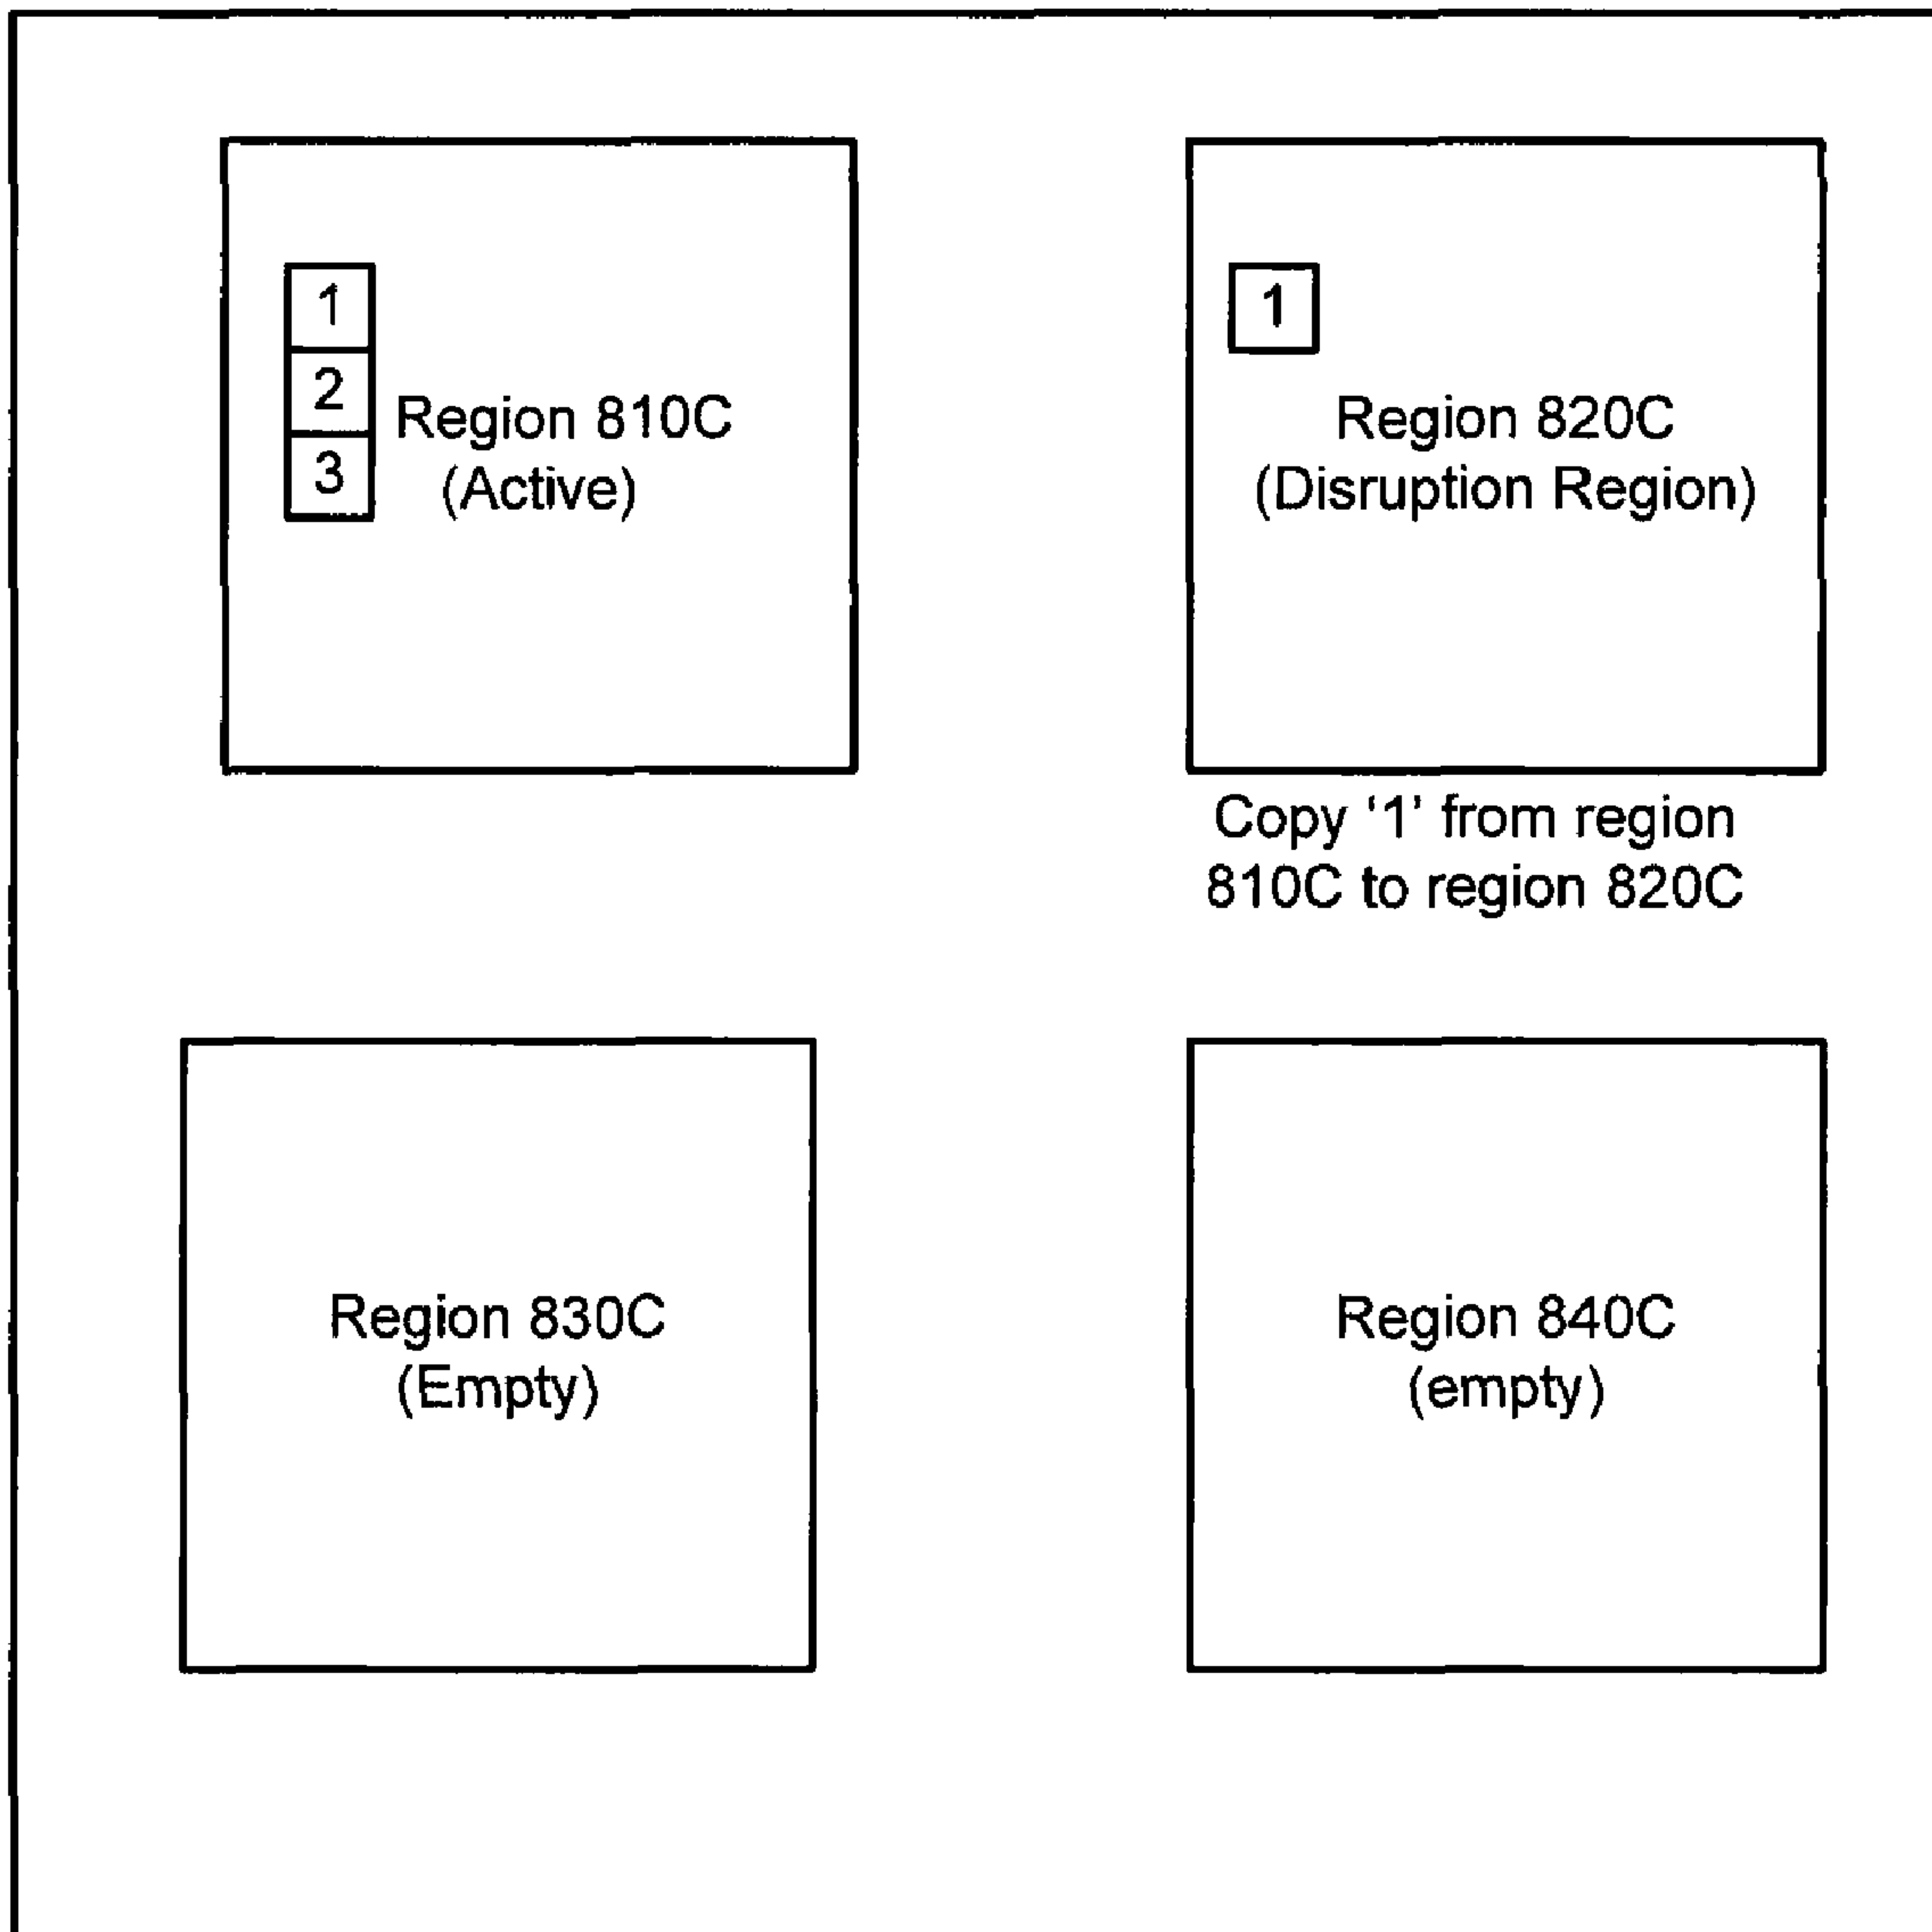 1
2
3
Region 810C
(Active)
1
Region 820C
(Disruption Region)
Copy ‘1’ from region
810C to region 820C
Region 830C
(Empty)
Region 840C
(empty)